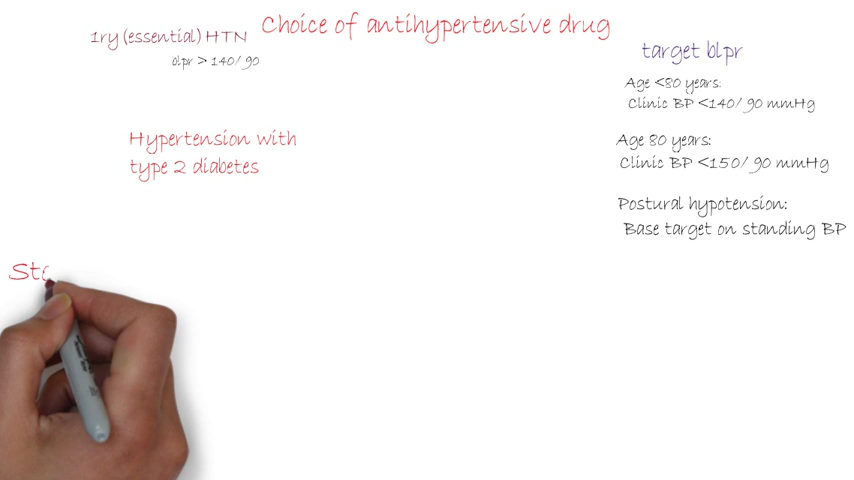 Choice of antihypertensive drug
1ry (essential) HTN
blpr > 140/ 90
target blpr
Age <80 years:
Clinic BP <140/ 90 mmHg
Hypertension with
type 2 diabetes
Age 80 years:
Clinic BP <150/ 90 mmHg
Postural hypotension:
Base target on standing BP